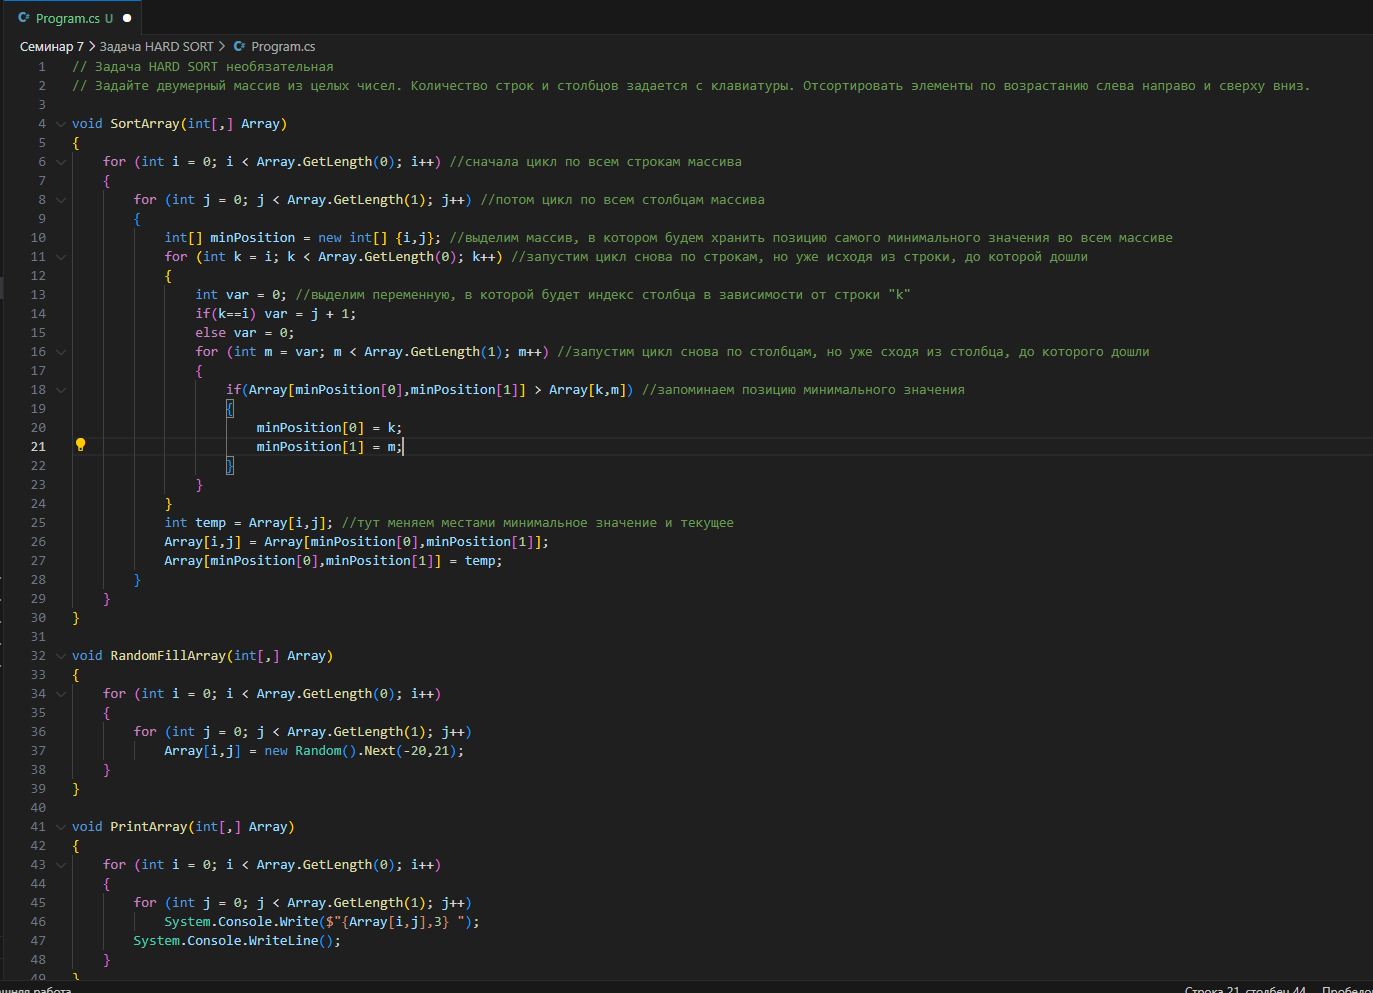 Program.cs U
Семинар 7 > Задача HARD SORT > Program.cs
1 // Задача HARD SORT необязательная
2 // Задайте двумерный массив из целых чисел. Количество строк и столбцов задается с клавиатуры. Отсортировать элементы по возрастанию слева направо и сверху вниз.
3
4 void SortArray(int[,] Array)
5 {
6 for (int i = 0; i < Array.GetLength(0); i++) //сначала цикл по всем строкам массива
7 {
8 for (int j = 0; j < Array.GetLength(1); j++) //потом цикл по всем столбцам массива
9 {
10 int[] minPosition = new int[] {i,j}; //выделим массив, в котором будем хранить позицию самого минимального значения во всем массиве
11 for (int k = i; k < Array.GetLength(0); k++) //запустим цикл снова по строкам, но уже исходя из строки, до которой дошли
12 {
13 int var = 0; //выделим переменную, в которой будет индекс столбца в зависимости от строки "k"
14 if(k==i) var = j + 1;
15 else var = 0;
16 for (int m = var; m < Array.GetLength(1); m++) //запустим цикл снова по столбцам, но уже сходя из столбца, до которого дошли
17 {
18 if(Array[minPosition[0],minPosition[1]] > Array[k,m]) //запоминаем позицию минимального значения
19 {
20 minPosition[0] = k;
21 minPosition[1] = m;
22 }
23 }
24 }
25 int temp = Array[i,j]; //тут меняем местами минимальное значение и текущее
26 Array[i,j] = Array[minPosition[0],minPosition[1]];
27 Array[minPosition[0],minPosition[1]] = temp;
28 }
29 }
30 }
31
32 void RandomFillArray(int[,] Array)
33 {
34 for (int i = 0; i < Array.GetLength(0); i++)
35 {
36 for (int j = 0; j < Array.GetLength(1); j++)
37 Array[i,j] = new Random().Next(-20,21);
38 }
39 }
40
41 void PrintArray(int[,] Array)
42 {
43 for (int i = 0; i < Array.GetLength(0); i++)
44 {
45 for (int j = 0; j < Array.GetLength(1); j++)
46 System.Console.Write($"{Array[i,j],3} ");
47 System.Console.WriteLine();
48 }
49 }
работа Строка 21, столбец 44